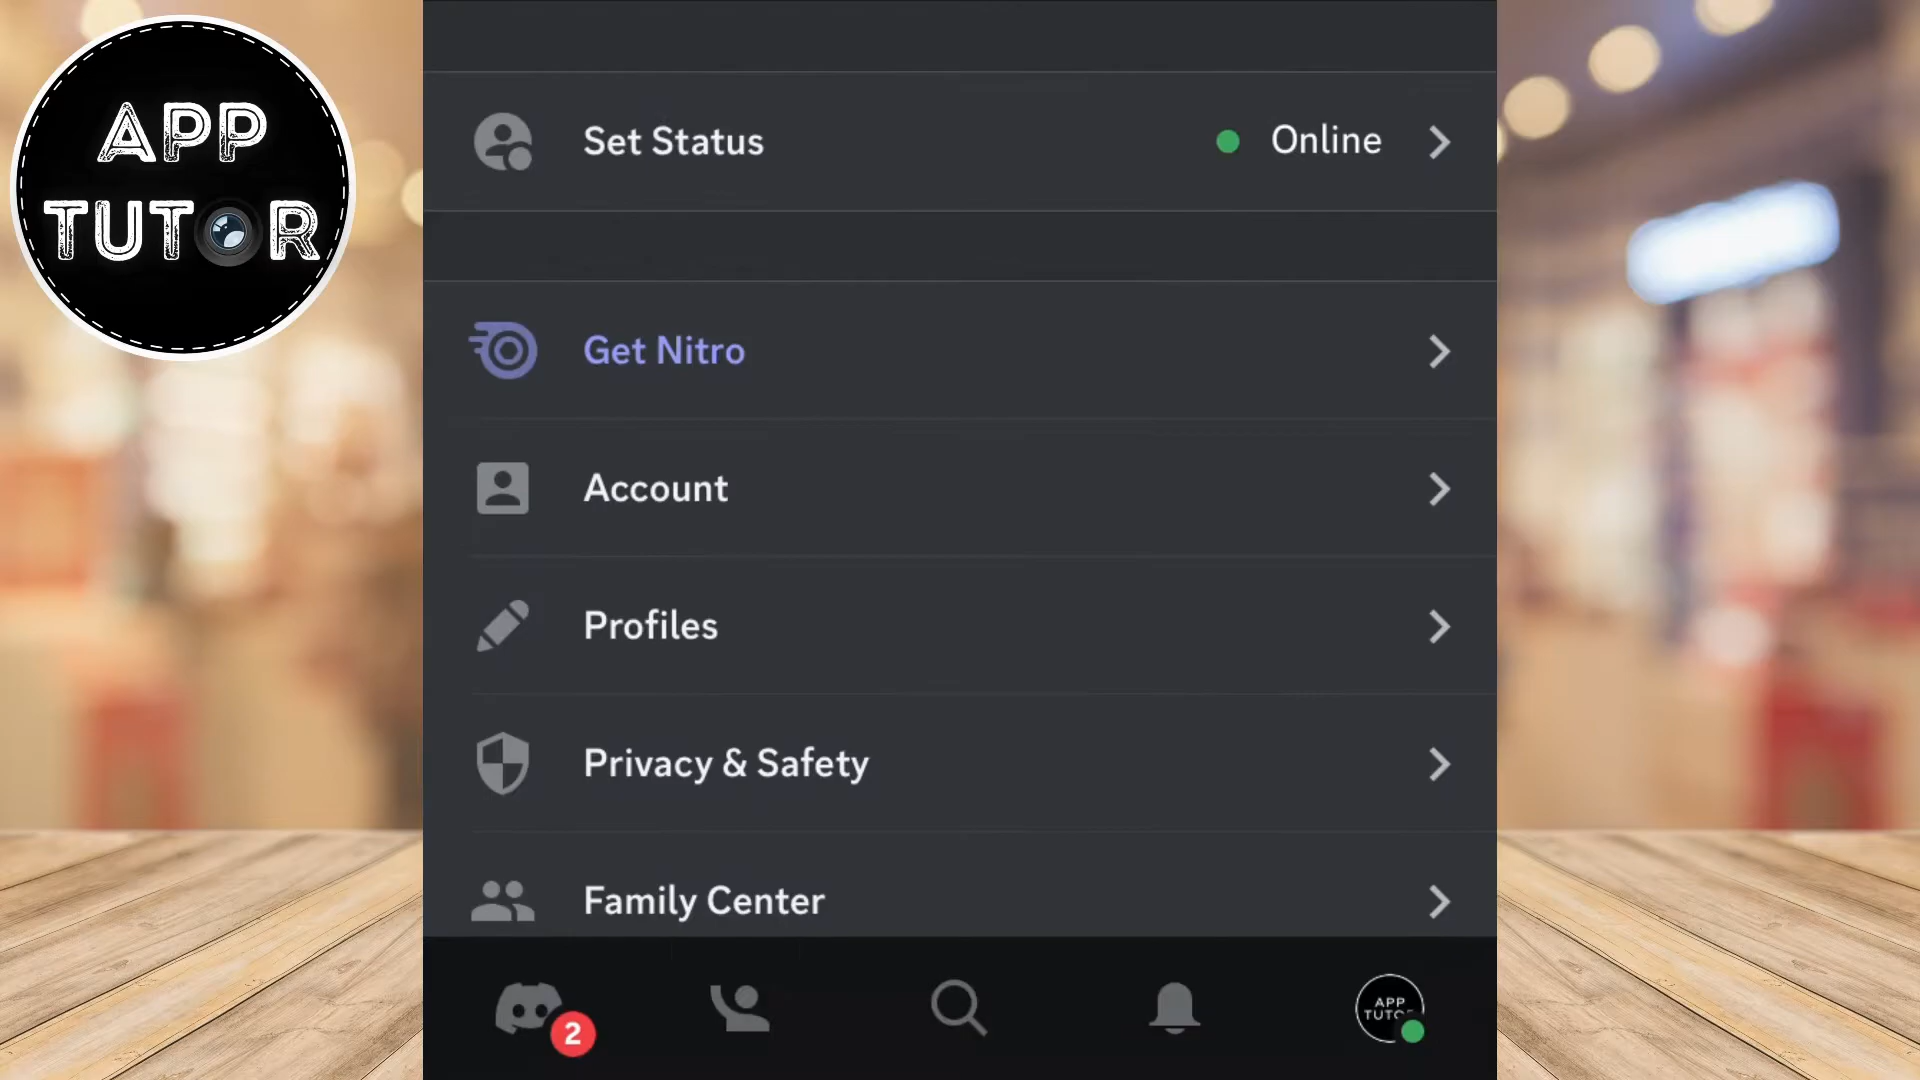 APP
TUTOR
Set Status
Online
Get Nitro
Account
Profiles
Privacy & Safety
Family Center
2
APP
TUTOR